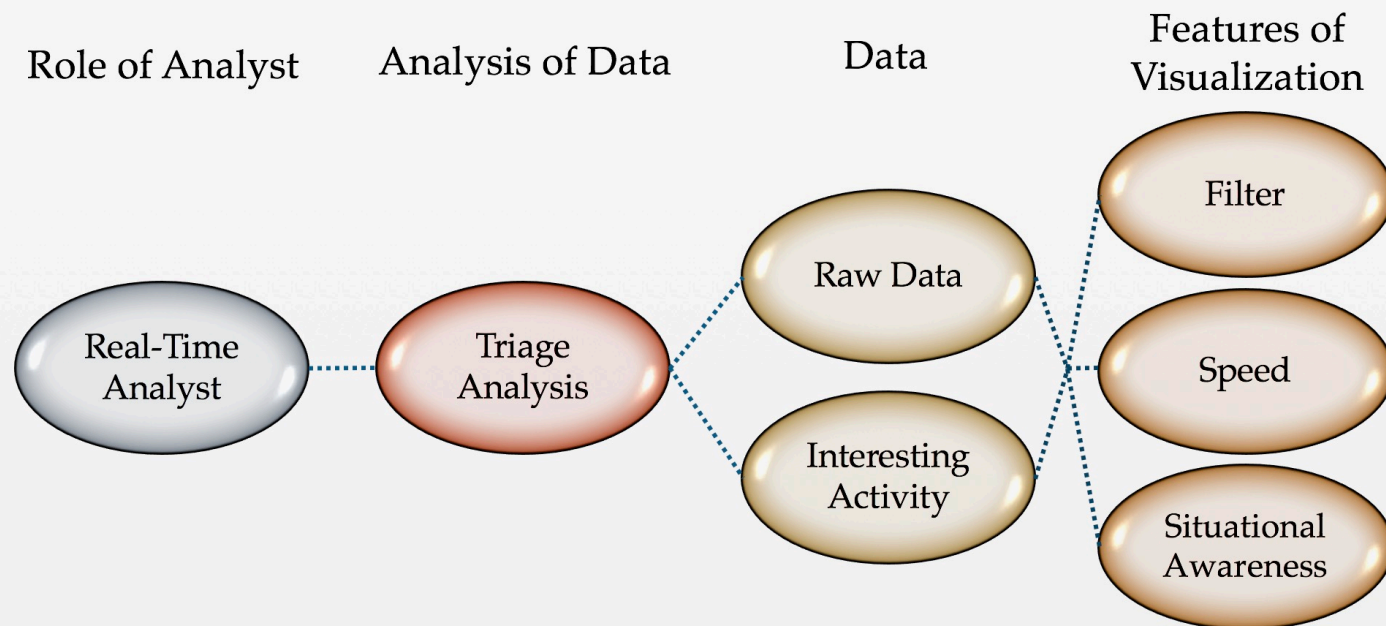 Role of Analyst
Analysis of Data
Data
Features of
Visualization
Real-Time
Analyst
Triage
Analysis
Raw Data
Interesting
Activity
Filter
Speed
Situational
Awareness